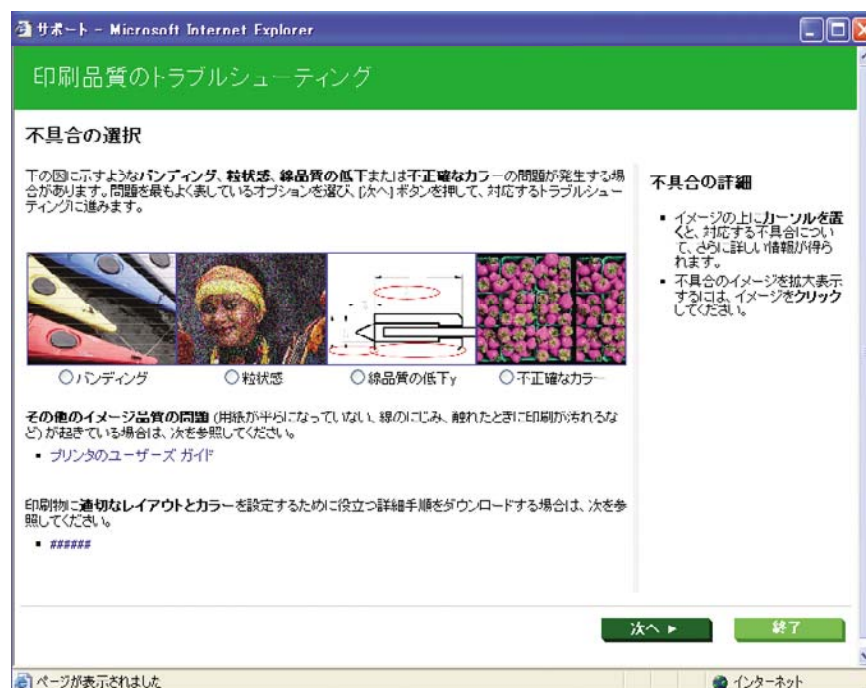 サポート - Microsoft Internet Explorer
印刷品質のトラブルシューティング
不具合の選択
下の図に示すようなバンディング、粒状感、線品質の低下または不正確なカラーの問題が発生する場
合があります。問題を最もよく表しているオプションを選び、[次へ] ボタンを押して、対応するトラブルシュー
ティングに進みます。
バンディング
粒状感
線品質の低下y
不正確なカラー
その他のイメージ品質の問題 (用紙が平らになっていない、線のにじみ、触れたときに印刷が汚れるな
ど) が起きている場合は、次を参照してください。
▪ プリンタのユーザーズ ガイド
印刷物に適切なレイアウトとカラーを設定するために役立つ詳細手順をダウンロードする場合は、次を参
照してください。
▪ ######
不具合の詳細
▪ イメージの上にカーソルを置
くと、対応する不具合につい
て、さらに詳しい情報が得ら
れます。
▪ 不具合のイメージを拡大表示
するには、イメージをクリック
してください。
次へ ►
終了
ページが表示されました
インターネット